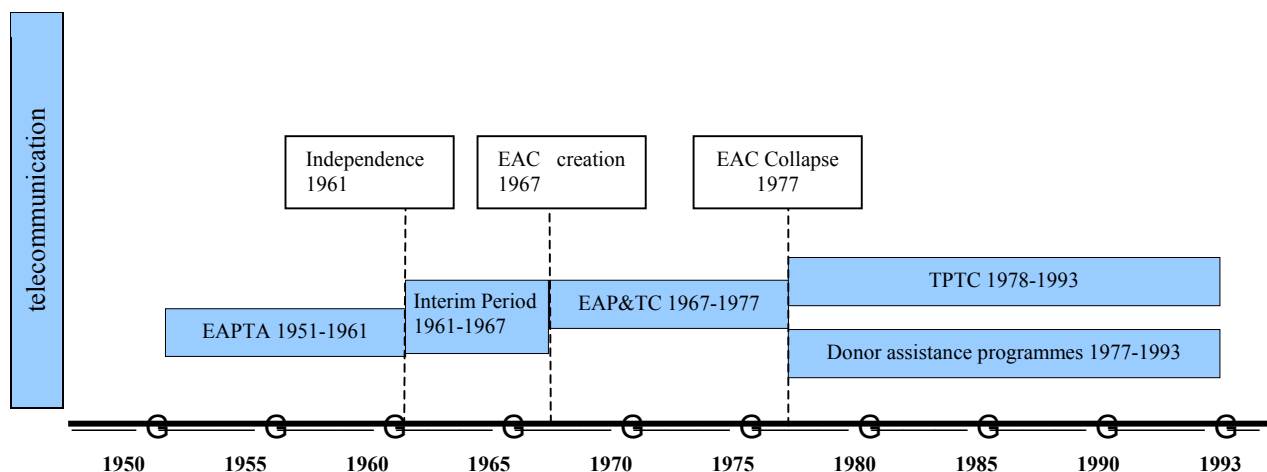 telecommunication
Independence
1961
EAC creation
1967
EAC Collapse
1977
TPTC 1978-1993
Interim Period
1961-1967
EAP&TC 1967-1977
EAPTA 1951-1961
Donor assistance programmes 1977-1993
1950 1955 1960 1965 1970 1975 1980 1985 1990 1993